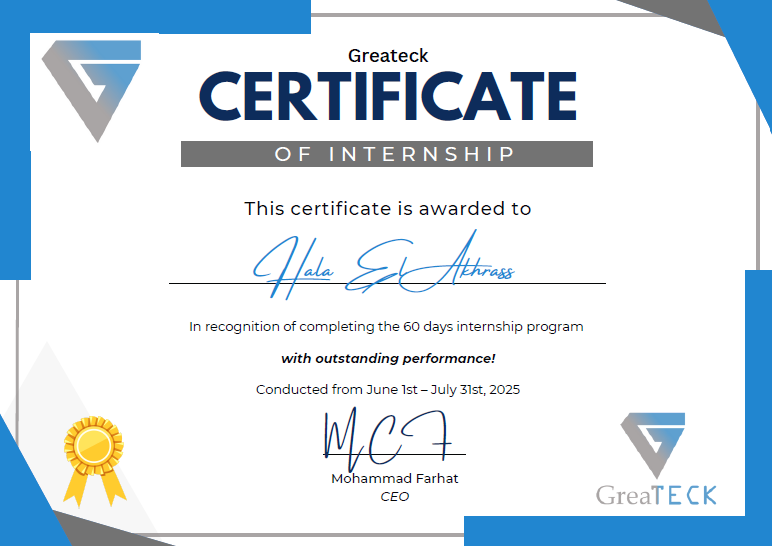 Greateck
CERTIFICATE
OF INTERNSHIP
This certificate is awarded to
Hala El Akhrass
In recognition of completing the 60 days internship program
with outstanding performance!
Conducted from June 1st – July 31st, 2025
MCF
Mohammad Farhat
CEO
GreaTECK